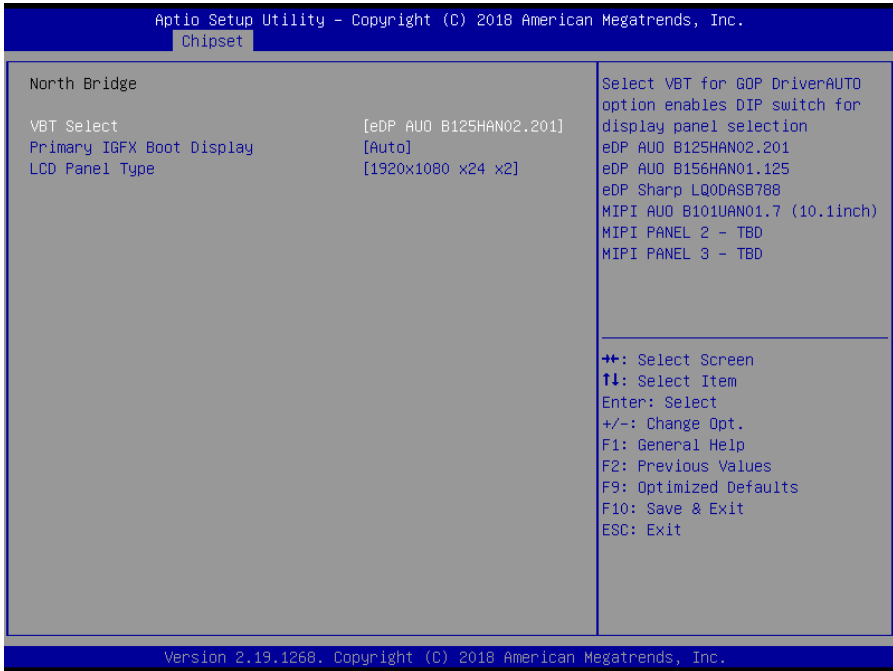 Aptio Setup Utility – Copyright (C) 2018 American Megatrends, Inc.
Chipset
North Bridge
VBT Select [eDP AUO B125HAN02.201]
Primary IGFX Boot Display [Auto]
LCD Panel Type [1920x1080 x24 x2]
Select VBT for GOP DriverAUTO
option enables DIP switch for
display panel selection
eDP AUO B125HAN02.201
eDP AUO B156HAN01.125
eDP Sharp LQ0DASB788
MIPI AUO B101UAN01.7 (10.1inch)
MIPI PANEL 2 – TBD
MIPI PANEL 3 – TBD
→←: Select Screen
↑↓: Select Item
Enter: Select
+/–: Change Opt.
F1: General Help
F2: Previous Values
F9: Optimized Defaults
F10: Save & Exit
ESC: Exit
Version 2.19.1268. Copyright (C) 2018 American Megatrends, Inc.